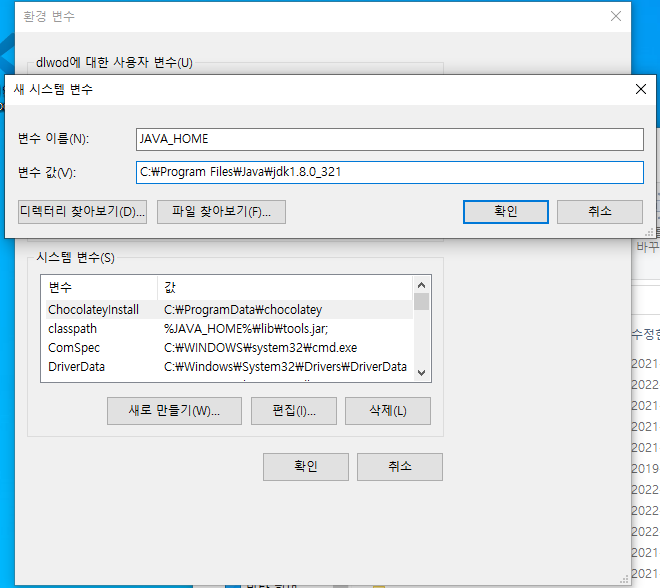 환경 변수
dlwod에 대한 사용자 변수(U)
새 시스템 변수
변수 이름(N):
JAVA_HOME
변수 값(V):
C:₩Program Files₩Java₩jdk1.8.0_321
디렉터리 찾아보기(D)...
파일 찾아보기(F)...
확인
취소
바꾸
시스템 변수(S)
변수
값
ChocolateyInstall
C:₩ProgramData₩chocolatey
classpath
%JAVA_HOME%₩lib₩tools.jar;
ComSpec
C:₩WINDOWS₩system32₩cmd.exe
DriverData
C:₩Windows₩System32₩Drivers₩DriverData
새로 만들기(W)...
편집(I)...
삭제(L)
확인
취소
수정한
2021
2022
2021
2021
2021
2019
2022
2022
2022
2021
2021